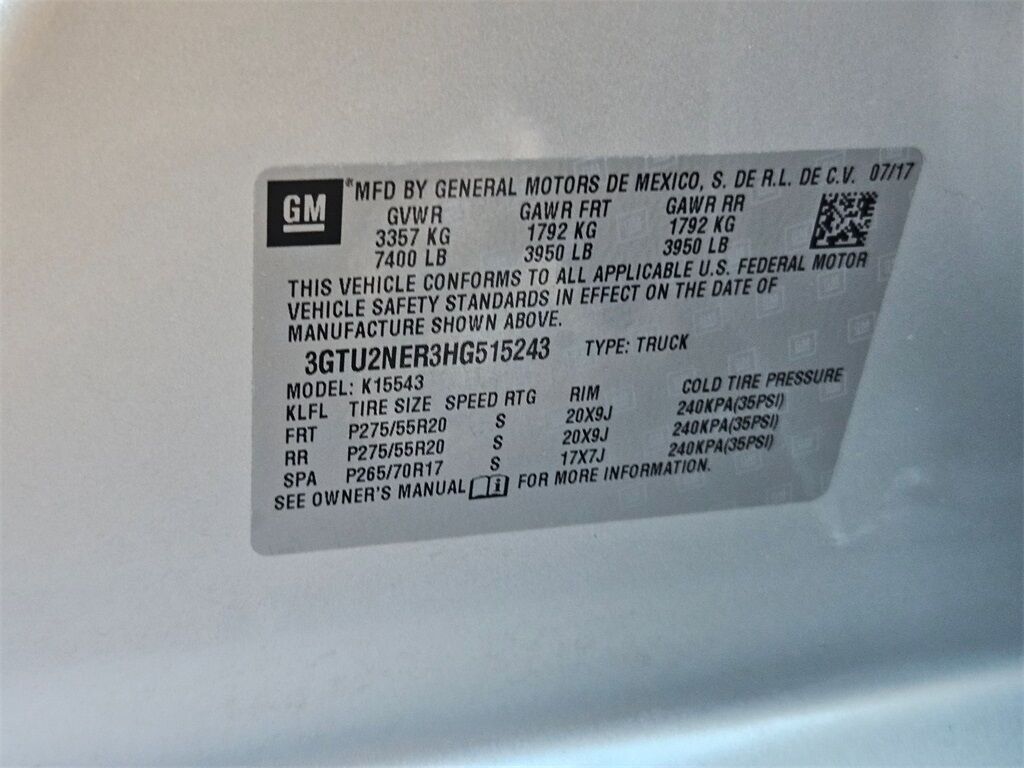 GM *MFD BY GENERAL MOTORS DE MEXICO, S. DE R.L. DE C.V. 07/17
GVWR GAWR FRT GAWR RR
3357 KG 1792 KG 1792 KG
7400 LB 3950 LB 3950 LB
THIS VEHICLE CONFORMS TO ALL APPLICABLE U.S. FEDERAL MOTOR
VEHICLE SAFETY STANDARDS IN EFFECT ON THE DATE OF
MANUFACTURE SHOWN ABOVE.
3GTU2NER3HG515243 TYPE: TRUCK
MODEL: K15543
KLFL TIRE SIZE SPEED RTG RIM COLD TIRE PRESSURE
FRT P275/55R20 S 20X9J 240KPA(35PSI)
RR P275/55R20 S 20X9J 240KPA(35PSI)
SPA P265/70R17 S 17X7J 240KPA(35PSI)
SEE OWNER'S MANUAL i FOR MORE INFORMATION.